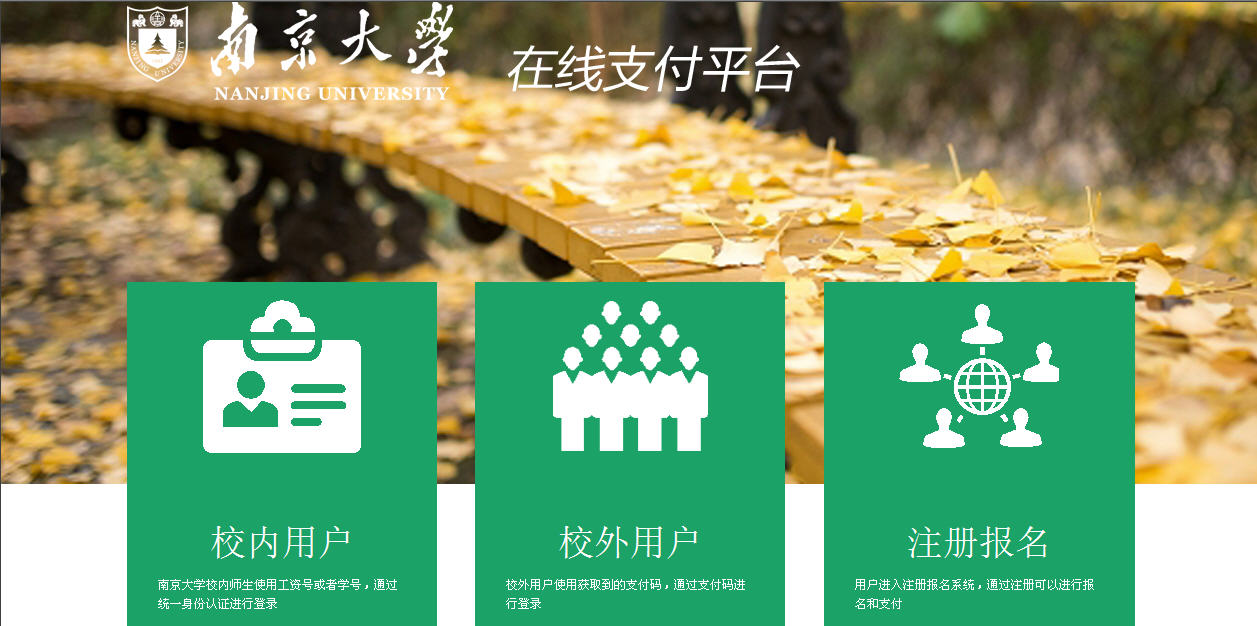 南京大學
NANJING UNIVERSITY
NANJING UNIVERSITY
在线支付平台
校内用户
南京大学校内师生使用工资号或者学号，通过
统一身份认证进行登录
校外用户
校外用户使用获取到的支付码，通过支付码进
行登录
注册报名
用户进入注册报名系统，通过注册可以进行报
名和支付